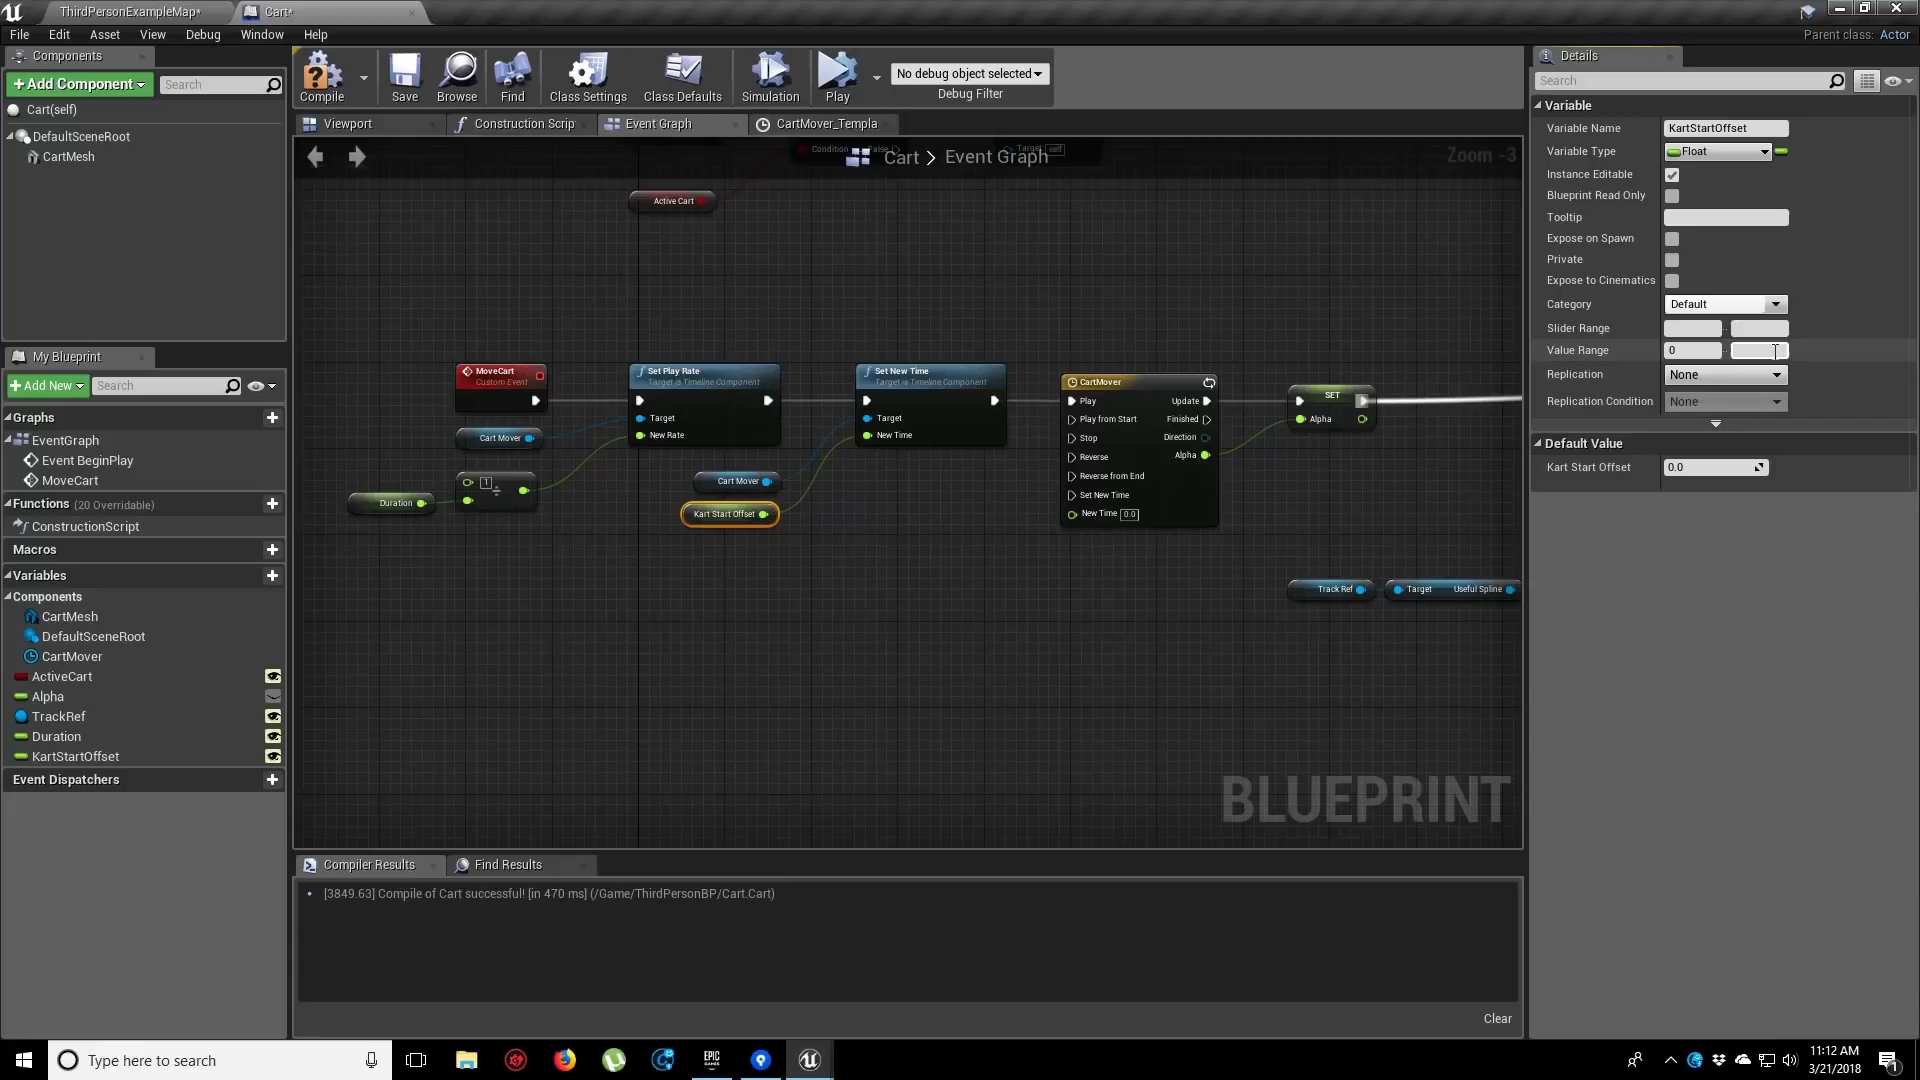 ThirdPersonExampleMap*
Cart*
File Edit Asset View Debug Window Help
Parent class: Actor
Components
+Add Component
Search
Cart(self)
DefaultSceneRoot
CartMesh
Compile
Save
Browse
Find
Class Settings
Class Defaults
Simulation
Play
No debug object selected
Debug Filter
Viewport
Construction Scrip
Event Graph
CartMover_Templa
Condition False
Target self
Cart > Event Graph
Zoom -3
Active Cart
MoveCart
Custom Event
Set Play Rate
Target is Timeline Component
Target
New Rate
Set New Time
Target is Timeline Component
Target
New Time
CartMover
Play Update
Play from Start Finished
Stop Direction
Reverse Alpha
Reverse from End
Set New Time
New Time 0.0
SET
Alpha
Cart Mover
Duration
1
÷
Cart Mover
Kart Start Offset
Track Ref
Target Useful Spline
BLUEPRINT
My Blueprint
+Add New
Search
Graphs
EventGraph
Event BeginPlay
MoveCart
Functions (20 Overridable)
ConstructionScript
Macros
Variables
Components
CartMesh
DefaultSceneRoot
CartMover
ActiveCart
Alpha
TrackRef
Duration
KartStartOffset
Event Dispatchers
Compiler Results
Find Results
[3849.63] Compile of Cart successful! [in 470 ms] (/Game/ThirdPersonBP/Cart.Cart)
Clear
Details
Search
Variable
Variable Name KartStartOffset
Variable Type Float
Instance Editable
Blueprint Read Only
Tooltip
Expose on Spawn
Private
Expose to Cinematics
Category Default
Slider Range
Value Range 0
Replication None
Replication Condition None
Default Value
Kart Start Offset 0.0
Type here to search
EPIC
GAMES
11:12 AM
3/21/2018
1